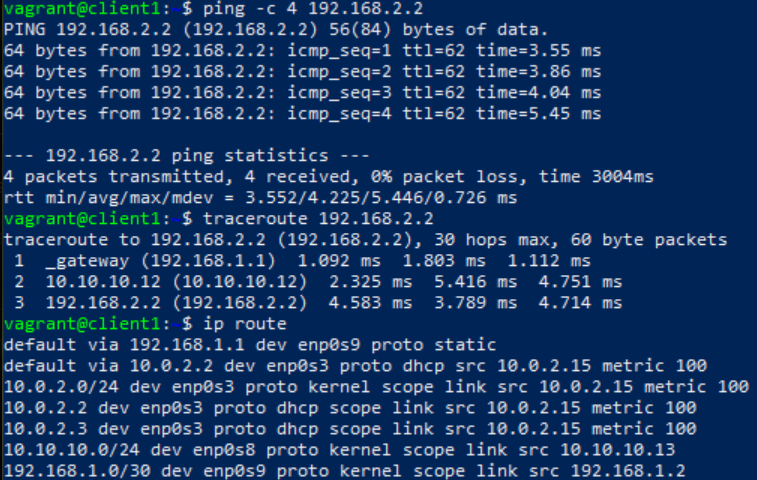 vagrant@client1:~$ ping -c 4 192.168.2.2
PING 192.168.2.2 (192.168.2.2) 56(84) bytes of data.
64 bytes from 192.168.2.2: icmp_seq=1 ttl=62 time=3.55 ms
64 bytes from 192.168.2.2: icmp_seq=2 ttl=62 time=3.86 ms
64 bytes from 192.168.2.2: icmp_seq=3 ttl=62 time=4.04 ms
64 bytes from 192.168.2.2: icmp_seq=4 ttl=62 time=5.45 ms
--- 192.168.2.2 ping statistics ---
4 packets transmitted, 4 received, 0% packet loss, time 3004ms
rtt min/avg/max/mdev = 3.552/4.225/5.446/0.726 ms
vagrant@client1:~$ traceroute 192.168.2.2
traceroute to 192.168.2.2 (192.168.2.2), 30 hops max, 60 byte packets
1 _gateway (192.168.1.1) 1.092 ms 1.803 ms 1.112 ms
2 10.10.10.12 (10.10.10.12) 2.325 ms 5.416 ms 4.751 ms
3 192.168.2.2 (192.168.2.2) 4.583 ms 3.789 ms 4.714 ms
vagrant@client1:~$ ip route
default via 192.168.1.1 dev enp0s9 proto static
default via 10.0.2.2 dev enp0s3 proto dhcp src 10.0.2.15 metric 100
10.0.2.0/24 dev enp0s3 proto kernel scope link src 10.0.2.15 metric 100
10.0.2.2 dev enp0s3 proto dhcp scope link src 10.0.2.15 metric 100
10.0.2.3 dev enp0s3 proto dhcp scope link src 10.0.2.15 metric 100
10.10.10.0/24 dev enp0s8 proto kernel scope link src 10.10.10.13
192.168.1.0/30 dev enp0s9 proto kernel scope link src 192.168.1.2